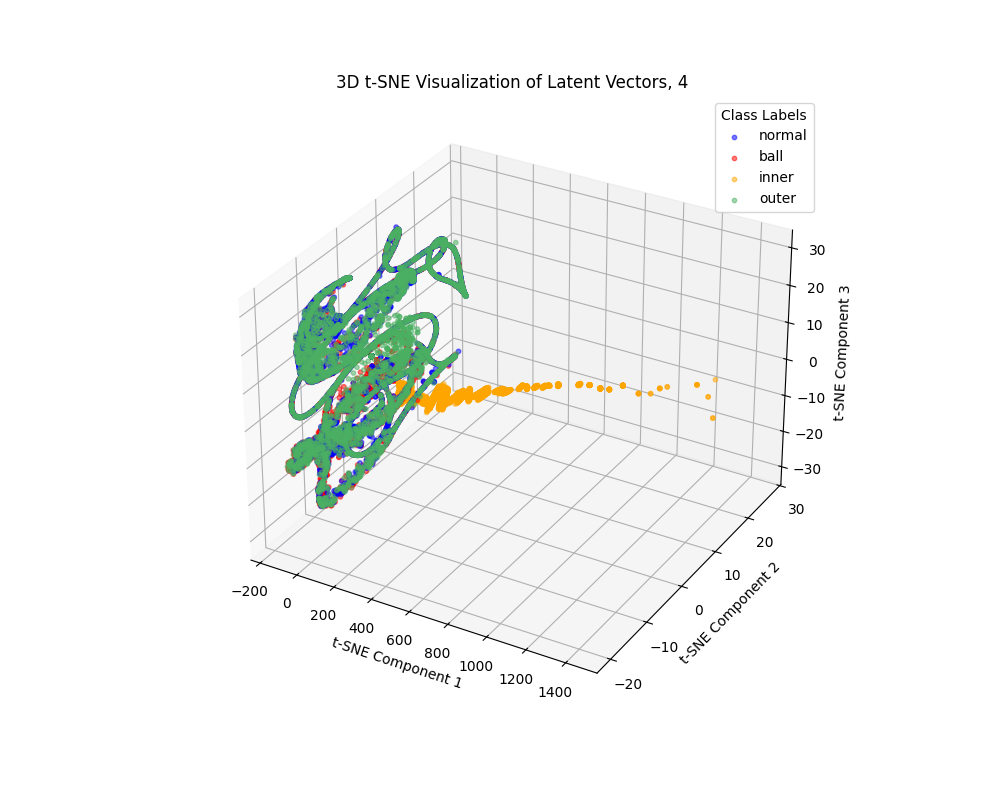 3D t-SNE Visualization of Latent Vectors, 4
Class Labels
normal
ball
inner
outer
30
20
10
0
−10
−20
−30
t-SNE Component 3
30
20
10
0
−10
−20
t-SNE Component 2
−200
0
200
400
600
800
1000
1200
1400
t-SNE Component 1